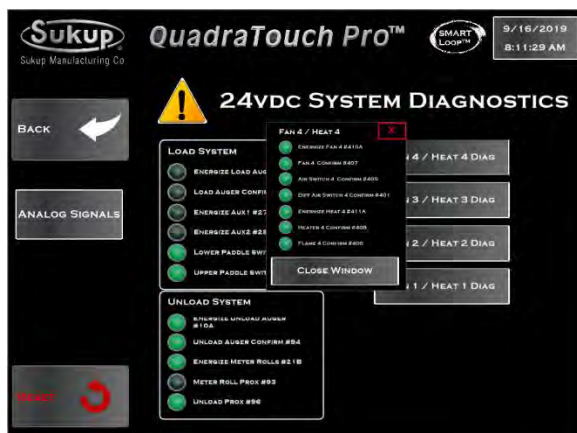 Sukup
Sukup Manufacturing Co
QuadraTouch Pro™
SMART
LOOP™
9/16/2019
8:11:29 AM
24VDC SYSTEM DIAGNOSTICS
BACK
ANALOG SIGNALS
RESET
LOAD SYSTEM
ENERGIZE LOAD AUG
LOAD AUGER CONFI
ENERGIZE AUX1 #27
ENERGIZE AUX2 #28
LOWER PADDLE SWI
UPPER PADDLE SWI
FAN 4 / HEAT 4
X
ENERGIZE FAN 4 #410A
FAN 4 CONFIRM #407
AIR SWITCH 4 CONFIRM #405
DIFF AIR SWITCH 4 CONFIRM #401
ENERGIZE HEAT 4 #411A
HEATER 4 CONFIRM #408
FLAME 4 CONFIRM #406
CLOSE WINDOW
N 4 / HEAT 4 DIAG
N 3 / HEAT 3 DIAG
N 2 / HEAT 2 DIAG
N 1 / HEAT 1 DIAG
UNLOAD SYSTEM
ENERGIZE UNLOAD AUGER
#10A
UNLOAD AUGER CONFIRM #94
ENERGIZE METER ROLLS #21B
METER ROLL PROX #93
UNLOAD PROX #96